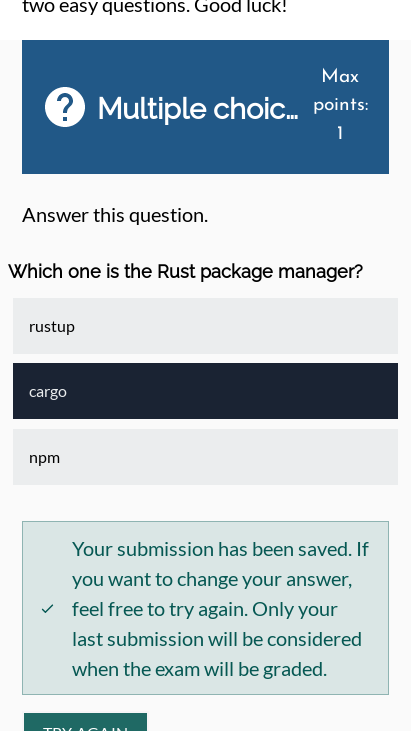 two easy questions. Good luck!
Multiple choic...
Max
points:
1
Answer this question.
Which one is the Rust package manager?
rustup
cargo
npm
Your submission has been saved. If
you want to change your answer,
feel free to try again. Only your
last submission will be considered
when the exam will be graded.
TRY AGAIN